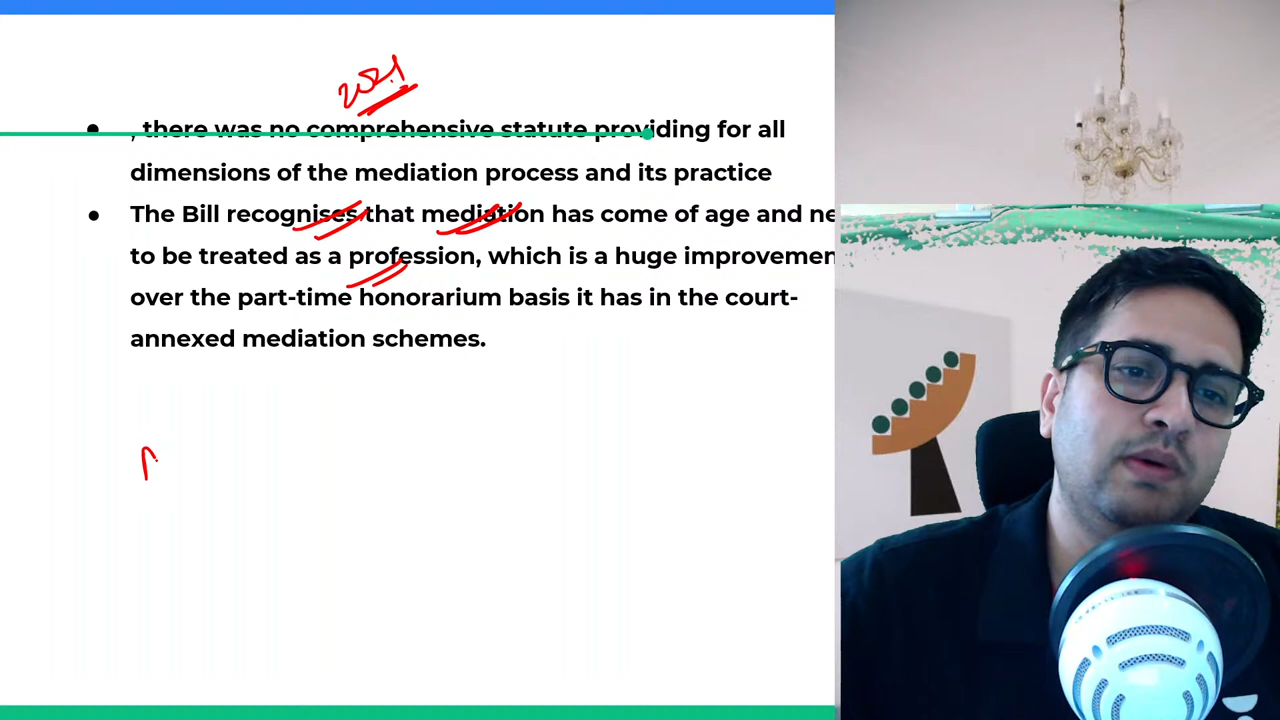 2021
, there was no comprehensive statute providing for all
dimensions of the mediation process and its practice
The Bill recognises that mediation has come of age and ne
to be treated as a profession, which is a huge improvemen
over the part-time honorarium basis it has in the court-
annexed mediation schemes.